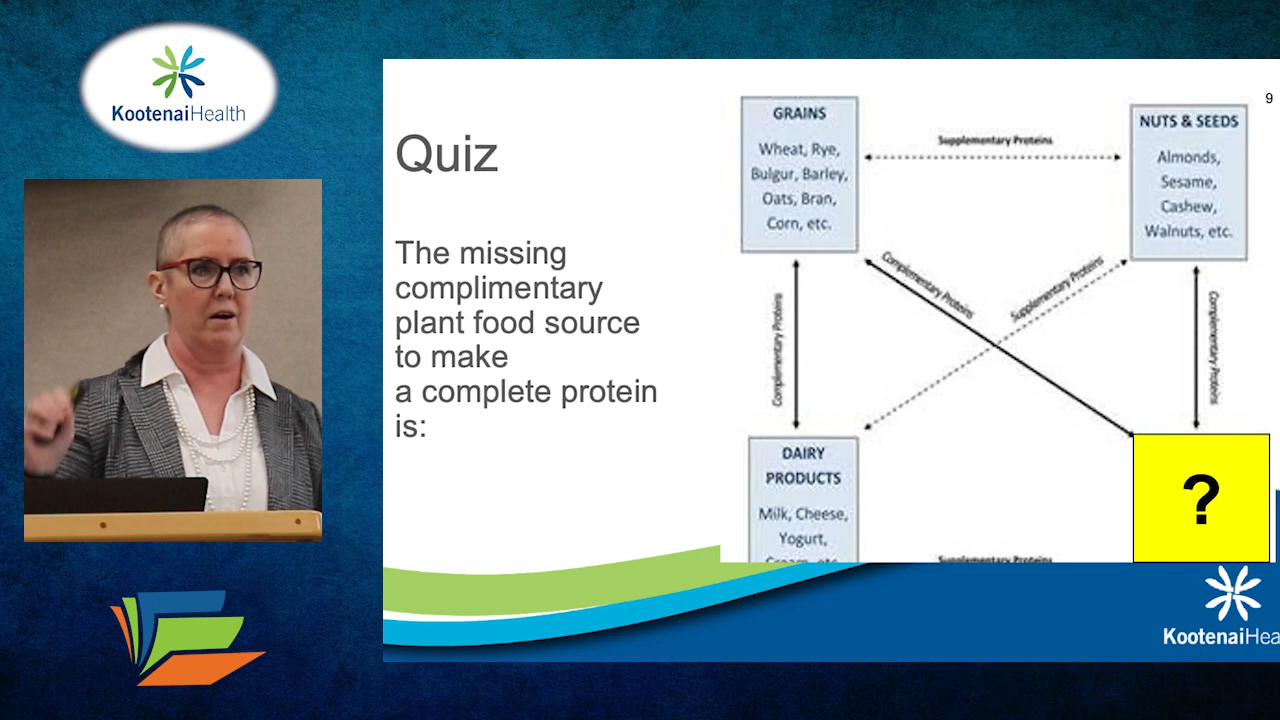 KootenaiHealth
9
Quiz
The missing
complimentary
plant food source
to make
a complete protein
is:
GRAINS
Wheat, Rye,
Bulgur, Barley,
Oats, Bran,
Corn, etc.
Supplementary Proteins
NUTS & SEEDS
Almonds,
Sesame,
Cashew,
Walnuts, etc.
Complementary Proteins
Complementary Proteins
Supplementary Proteins
Complementary Proteins
DAIRY
PRODUCTS
Milk, Cheese,
Yogurt,
Cream, etc.
?
Supplementary Proteins
KootenaiHea